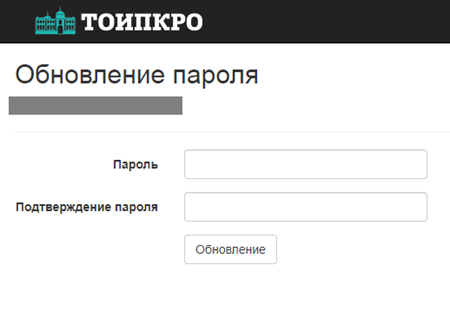 ТОИПКРО
Обновление пароля
Пароль
Подтверждение пароля
Обновление